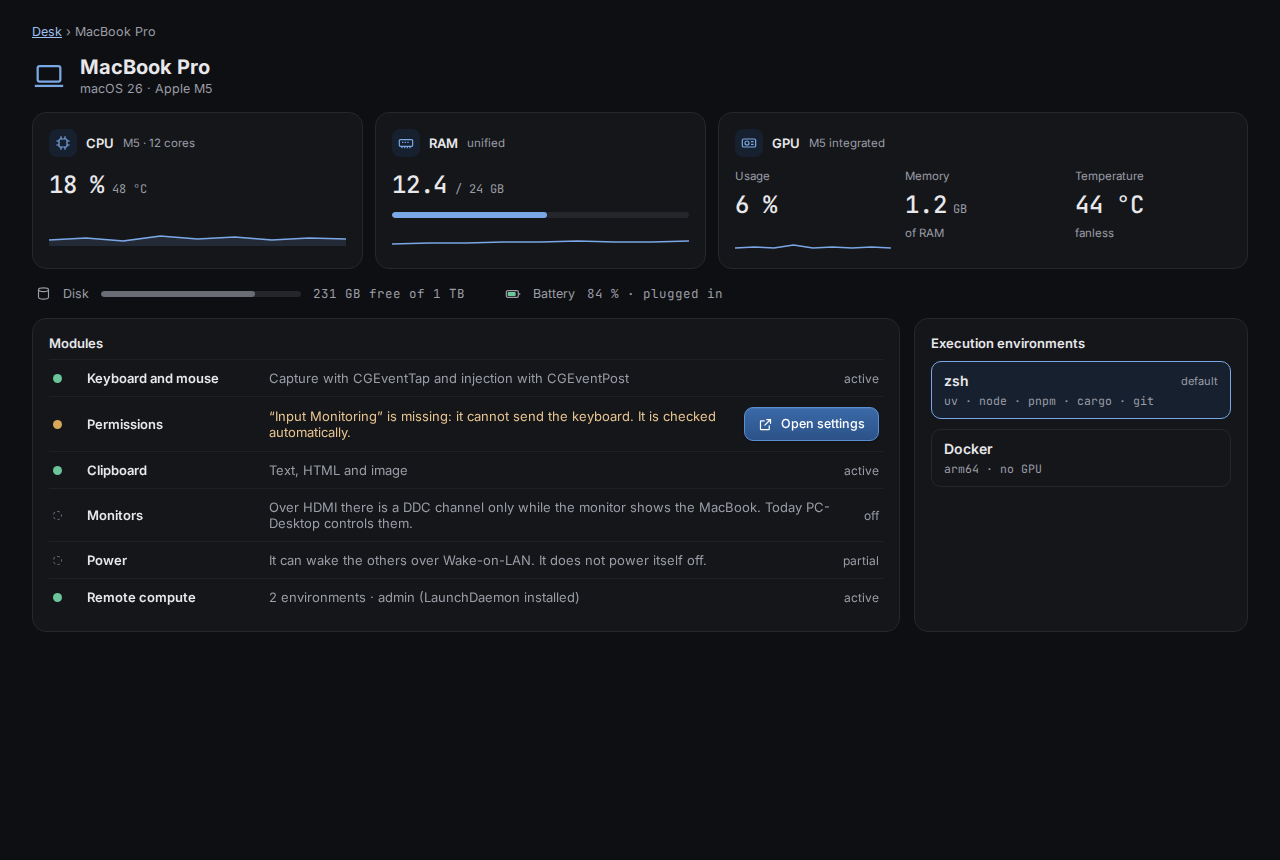 Desk › MacBook Pro
MacBook Pro
macOS 26 · Apple M5
CPU M5 · 12 cores
18 % 48 °C
RAM unified
12.4 / 24 GB
GPU M5 integrated
Usage
6 %
Memory
1.2 GB
of RAM
Temperature
44 °C
fanless
Disk 231 GB free of 1 TB
Battery 84 % · plugged in
Modules
Keyboard and mouse Capture with CGEventTap and injection with CGEventPost active
Permissions “Input Monitoring” is missing: it cannot send the keyboard. It is checked
automatically.
Open settings
Clipboard Text, HTML and image active
Monitors Over HDMI there is a DDC channel only while the monitor shows the MacBook. Today PC-
Desktop controls them.
off
Power It can wake the others over Wake-on-LAN. It does not power itself off. partial
Remote compute 2 environments · admin (LaunchDaemon installed) active
Execution environments
zsh default
uv · node · pnpm · cargo · git
Docker
arm64 · no GPU